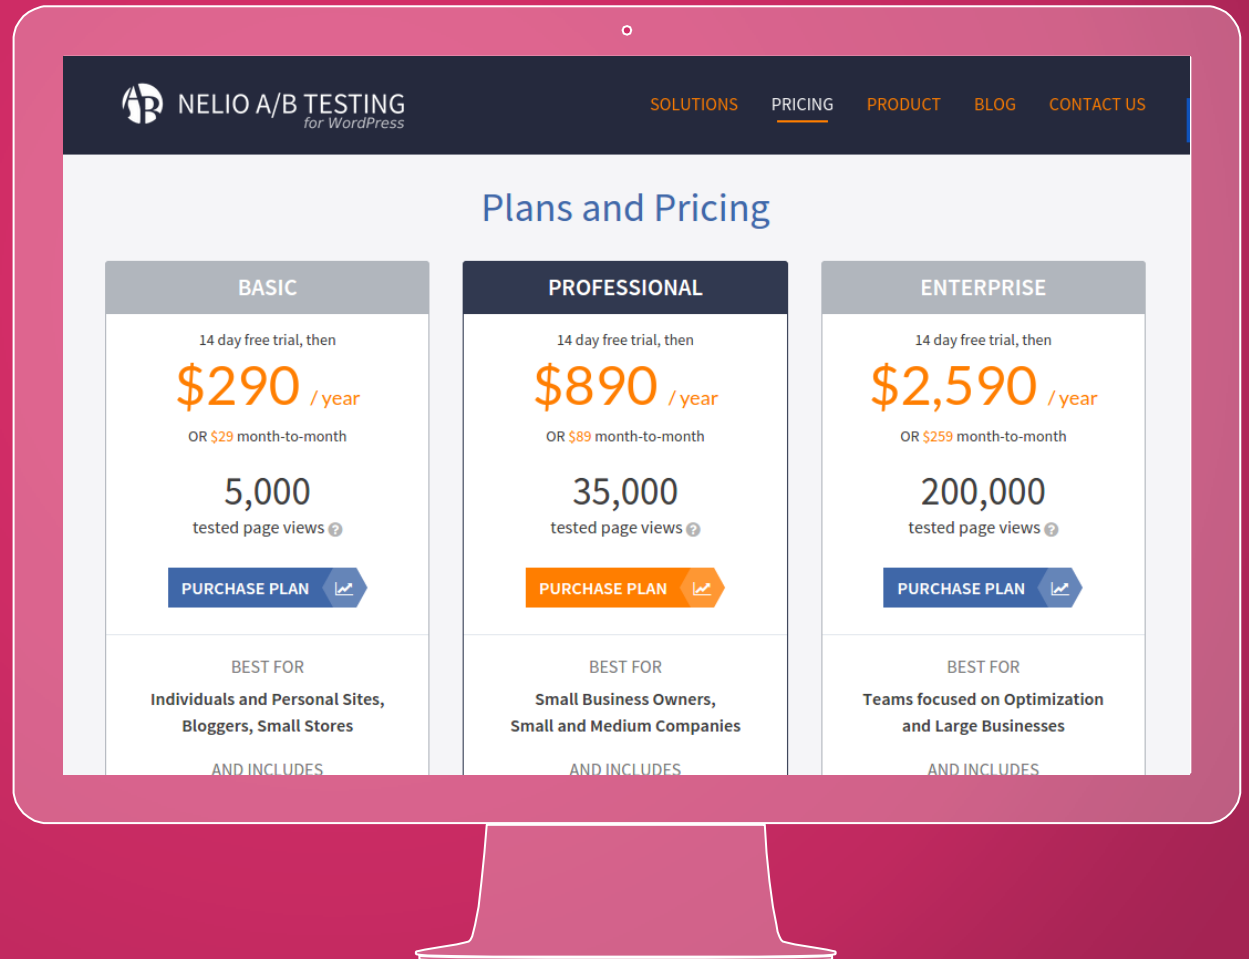 NELIO A/B TESTING
for WordPress
SOLUTIONS PRICING PRODUCT BLOG CONTACT US
Plans and Pricing
BASIC
14 day free trial, then
$290 / year
OR $29 month-to-month
5,000
tested page views ?
PURCHASE PLAN
BEST FOR
Individuals and Personal Sites,
Bloggers, Small Stores
AND INCLUDES
PROFESSIONAL
14 day free trial, then
$890 / year
OR $89 month-to-month
35,000
tested page views ?
PURCHASE PLAN
BEST FOR
Small Business Owners,
Small and Medium Companies
AND INCLUDES
ENTERPRISE
14 day free trial, then
$2,590 / year
OR $259 month-to-month
200,000
tested page views ?
PURCHASE PLAN
BEST FOR
Teams focused on Optimization
and Large Businesses
AND INCLUDES